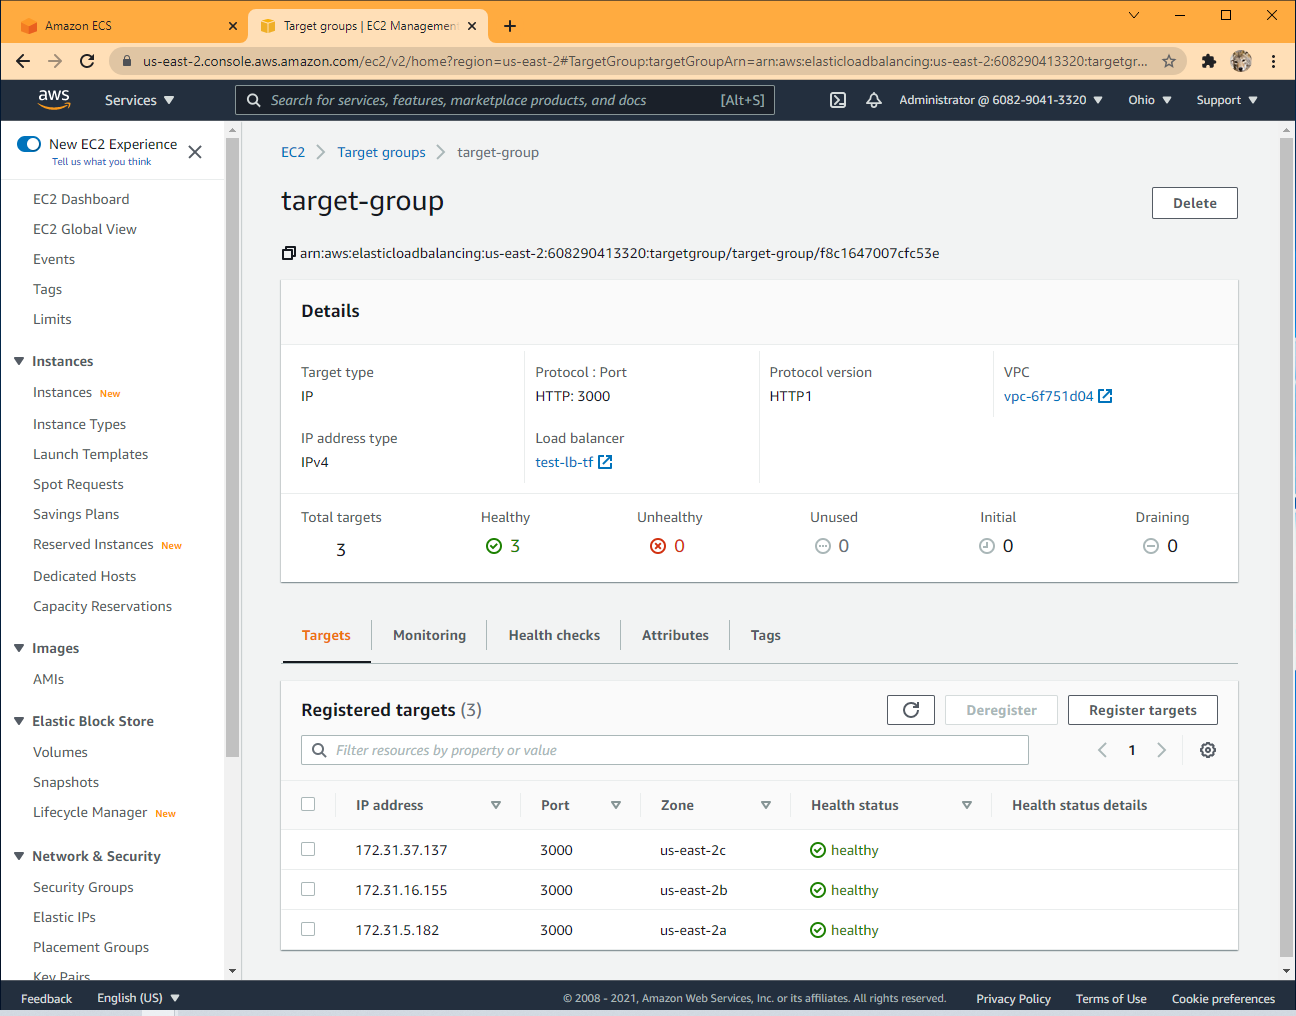 Amazon ECS
Target groups | EC2 Management
us-east-2.console.aws.amazon.com/ec2/v2/home?region=us-east-2#TargetGroup:targetGroupArn=arn:aws:elasticloadbalancing:us-east-2:608290413320:targetgr...
aws
Services
Search for services, features, marketplace products, and docs [Alt+S]
Administrator @ 6082-9041-3320
Ohio
Support
New EC2 Experience
Tell us what you think
EC2 Dashboard
EC2 Global View
Events
Tags
Limits
Instances
Instances New
Instance Types
Launch Templates
Spot Requests
Savings Plans
Reserved Instances New
Dedicated Hosts
Capacity Reservations
Images
AMIs
Elastic Block Store
Volumes
Snapshots
Lifecycle Manager New
Network & Security
Security Groups
Elastic IPs
Placement Groups
Key Pairs
EC2 Target groups target-group
target-group
Delete
arn:aws:elasticloadbalancing:us-east-2:608290413320:targetgroup/target-group/f8c1647007cfc53e
Details
Target type
IP
Protocol : Port
HTTP: 3000
Protocol version
HTTP1
VPC
vpc-6f751d04
IP address type
IPv4
Load balancer
test-lb-tf
Total targets
3
Healthy
3
Unhealthy
0
Unused
0
Initial
0
Draining
0
Targets Monitoring Health checks Attributes Tags
Registered targets (3)
Deregister
Register targets
Filter resources by property or value
1
IP address Port Zone Health status Health status details
172.31.37.137 3000 us-east-2c healthy
172.31.16.155 3000 us-east-2b healthy
172.31.5.182 3000 us-east-2a healthy
Feedback English (US) © 2008 - 2021, Amazon Web Services, Inc. or its affiliates. All rights reserved. Privacy Policy Terms of Use Cookie preferences